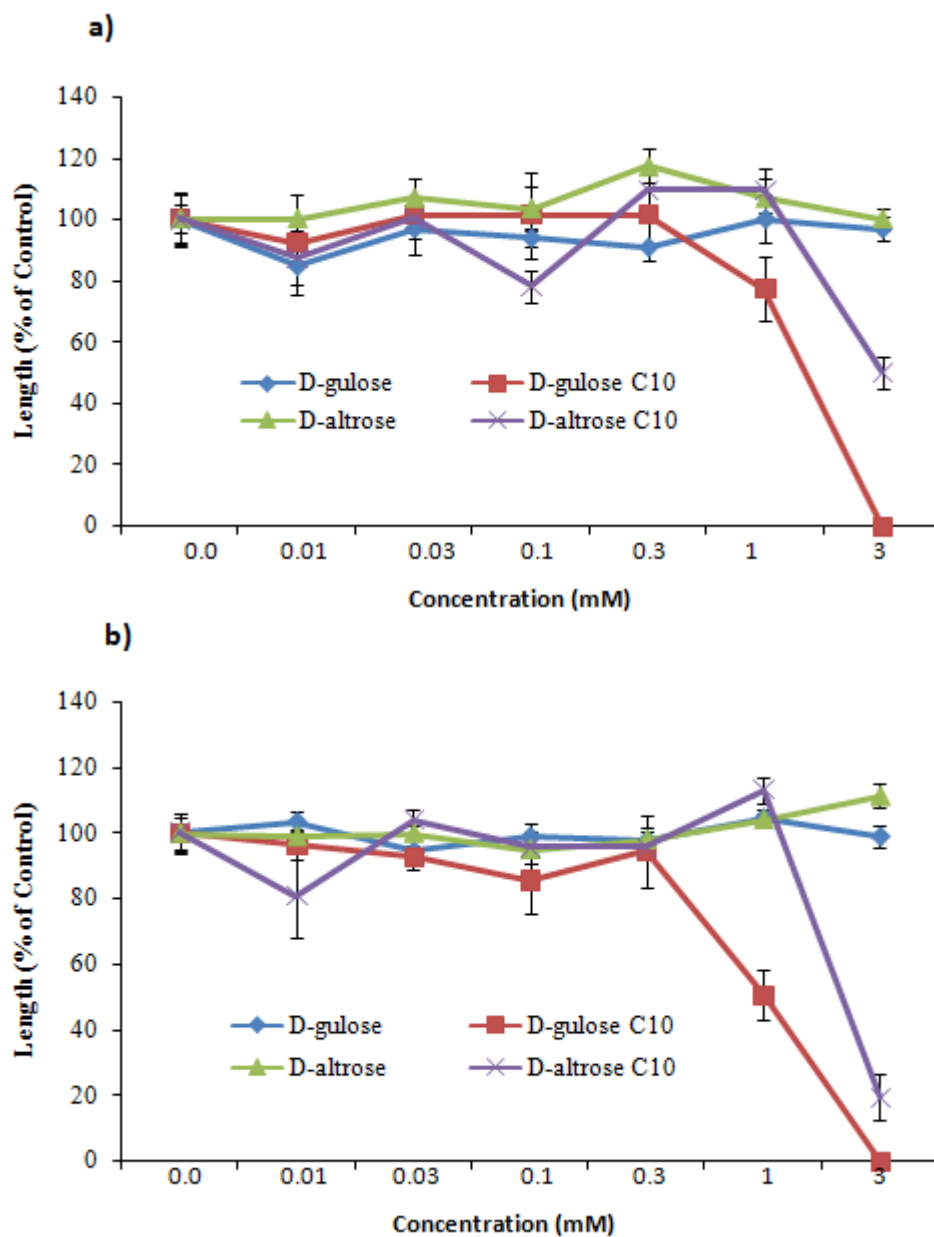 a)
140
120
100
80
60
40
20
0
Length (% of Control)
D-gulose
D-gulose C10
D-altrose
D-altrose C10
0.0 0.01 0.03 0.1 0.3 1 3
Concentration (mM)
b)
140
120
100
80
60
40
20
0
Length (% of Control)
D-gulose
D-gulose C10
D-altrose
D-altrose C10
0.0 0.01 0.03 0.1 0.3 1 3
Concentration (mM)